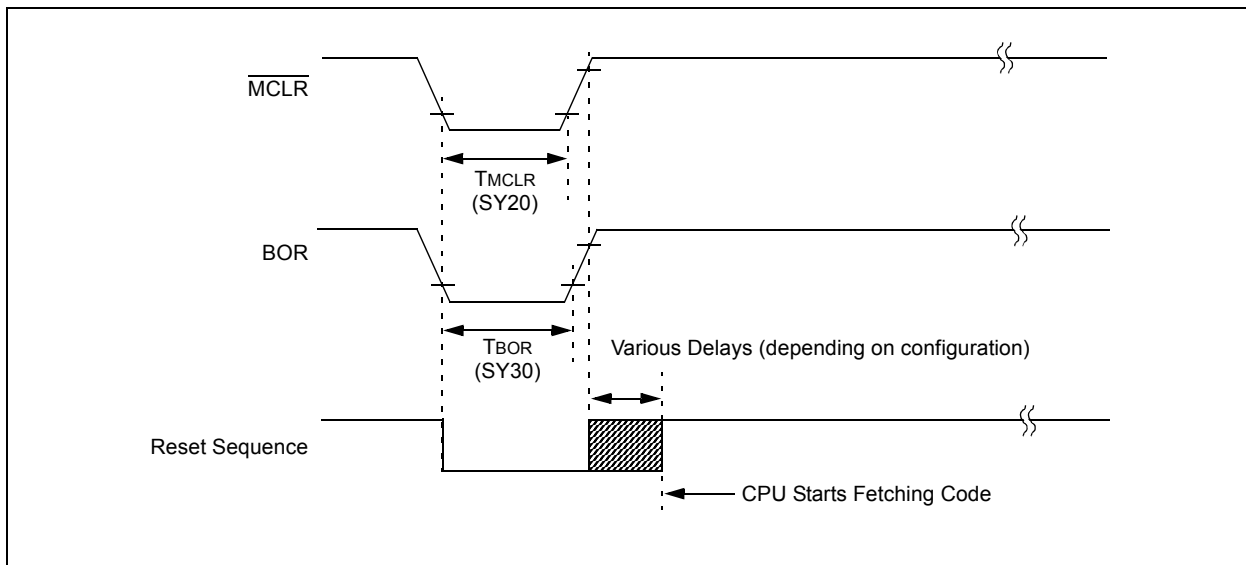 MCLR
TMCLR
(SY20)
BOR
TBOR
(SY30)
Various Delays (depending on configuration)
Reset Sequence
CPU Starts Fetching Code